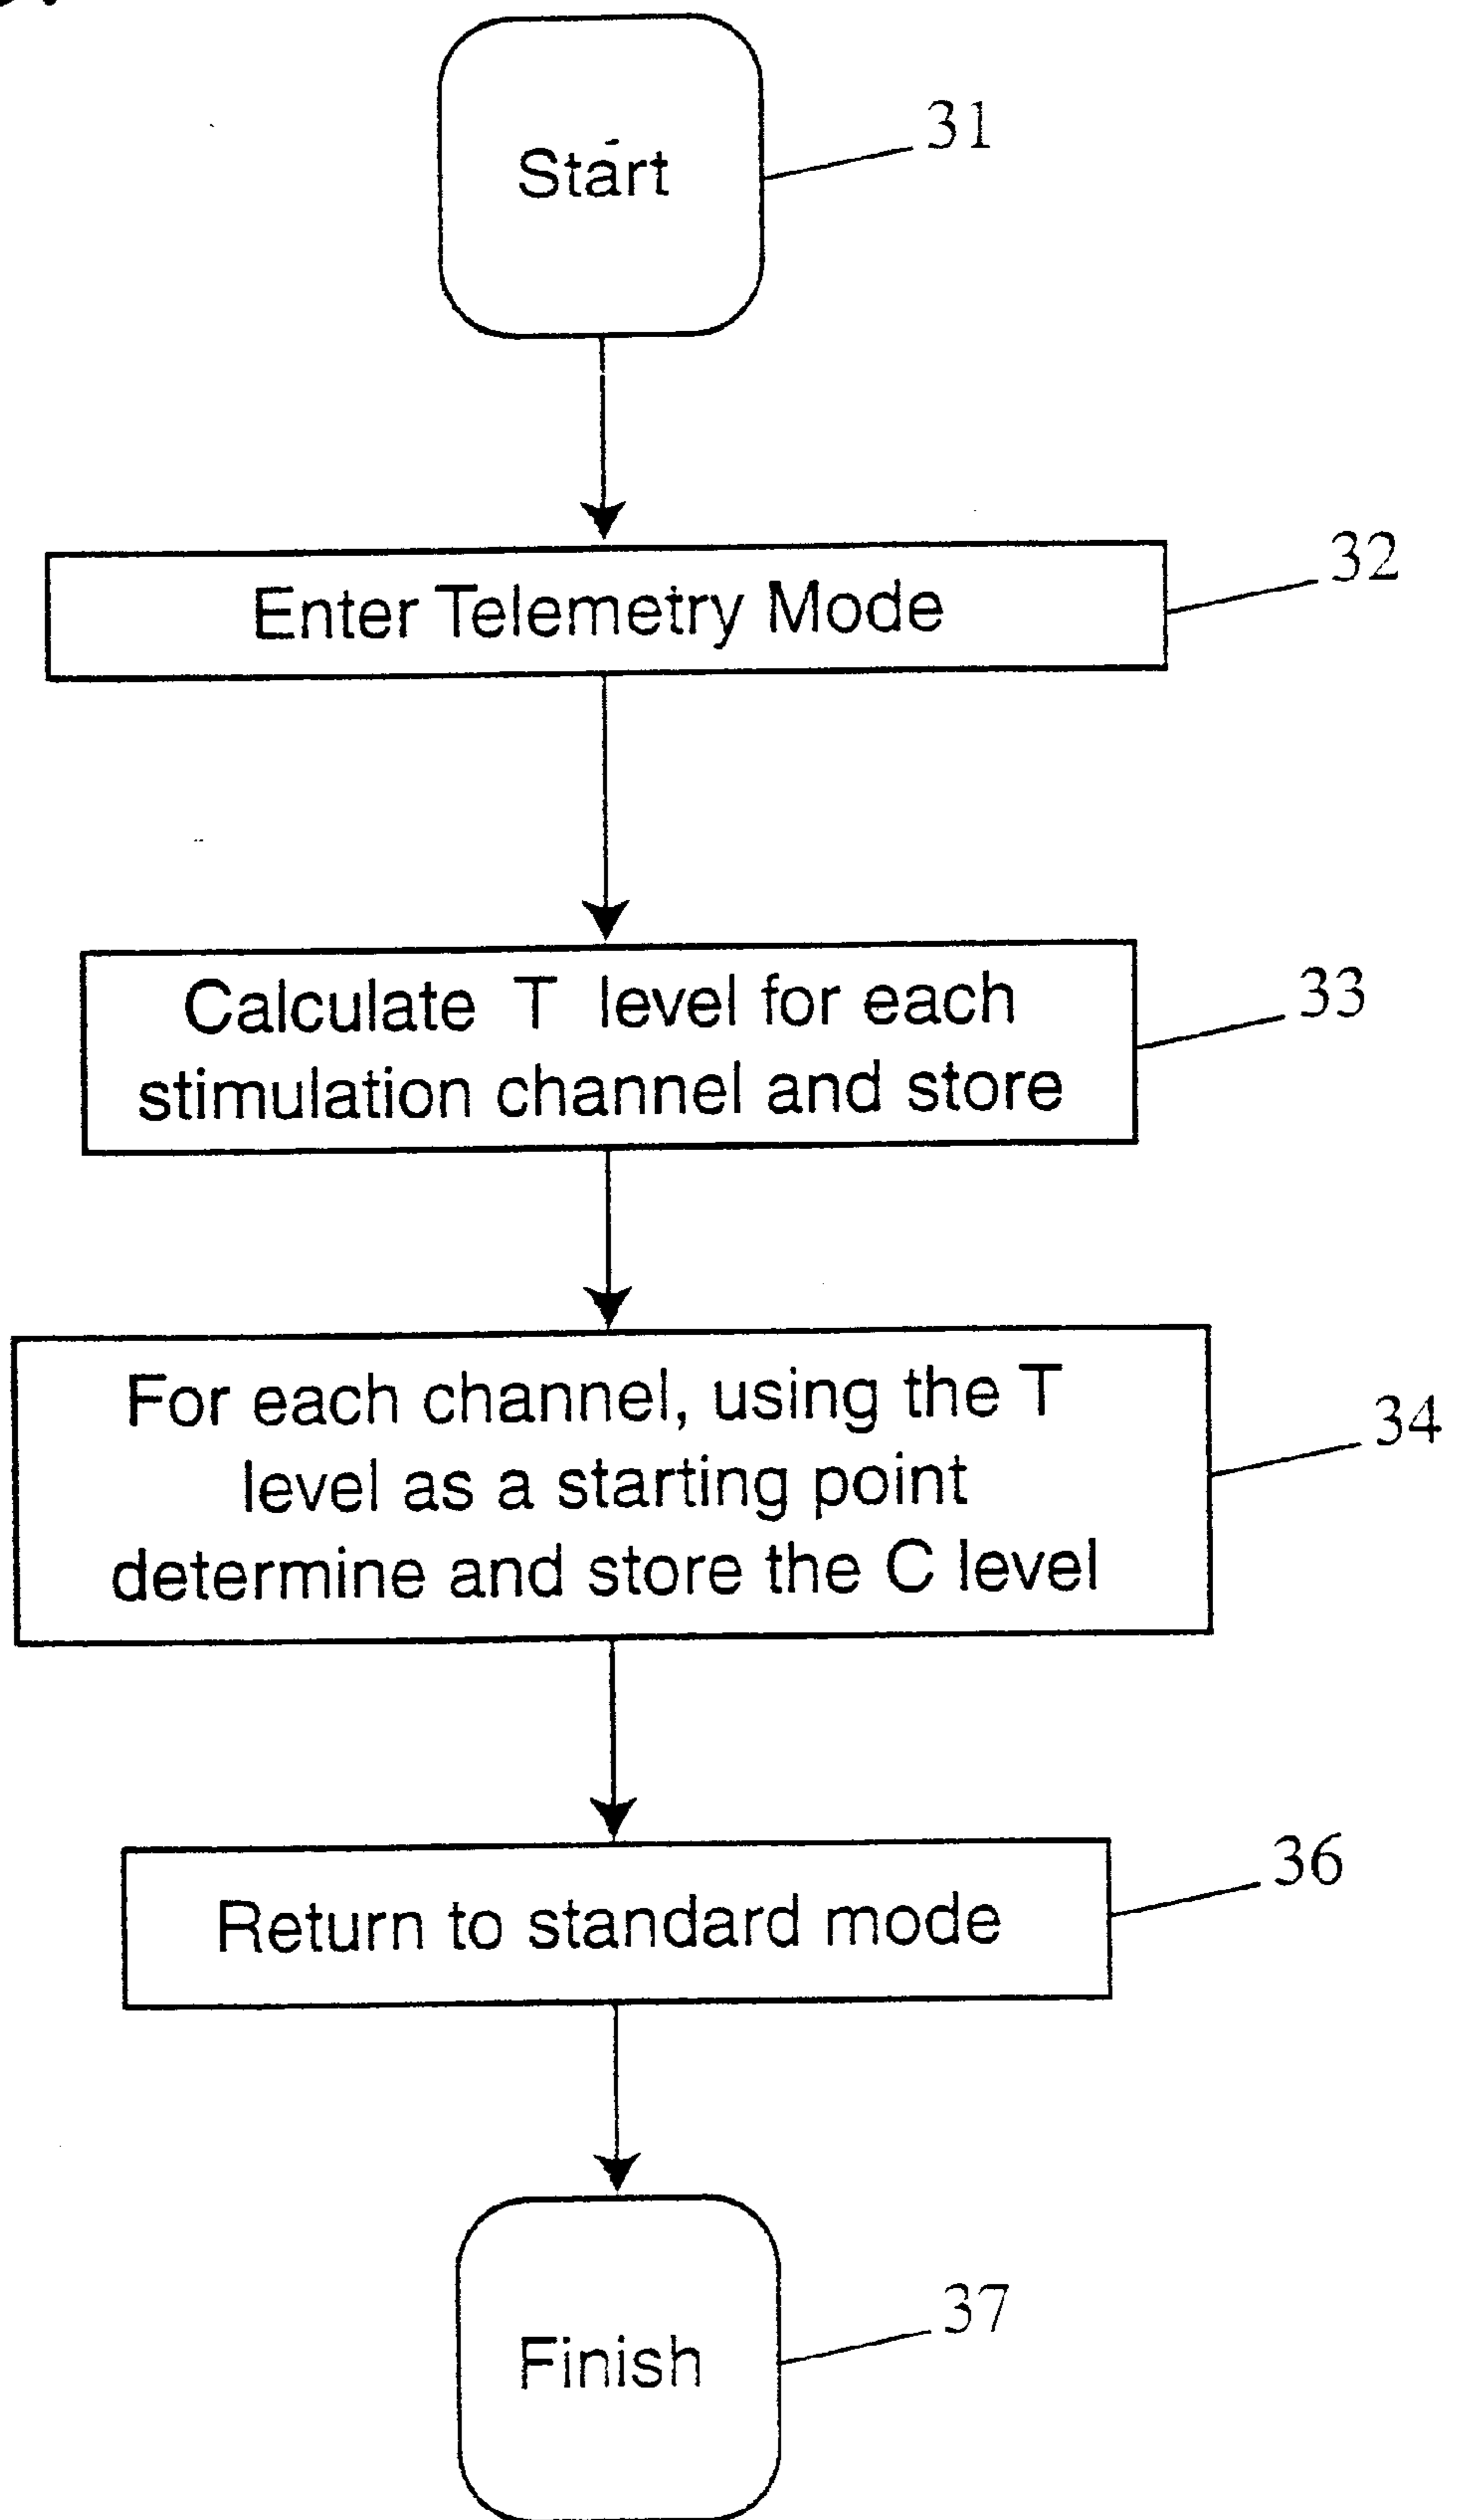 Start
31
Enter Telemetry Mode
32
Calculate T level for each
stimulation channel and store
33
For each channel, using the T
level as a starting point
determine and store the C level
34
Return to standard mode
36
Finish
37